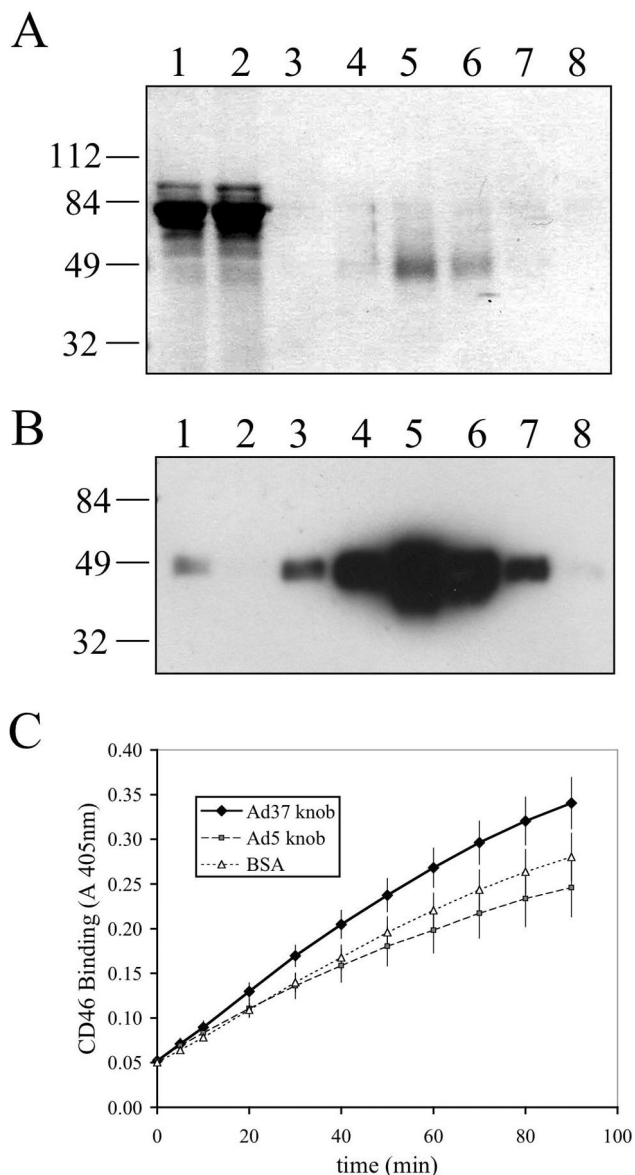 A
1 2 3 4 5 6 7 8
112
84
49
32
B
1 2 3 4 5 6 7 8
84
49
32
C
CD46 Binding (A 405nm)
0.40
0.35
0.30
0.25
0.20
0.15
0.10
0.05
0.00
Ad37 knob
Ad5 knob
BSA
0 20 40 60 80 100
time (min)